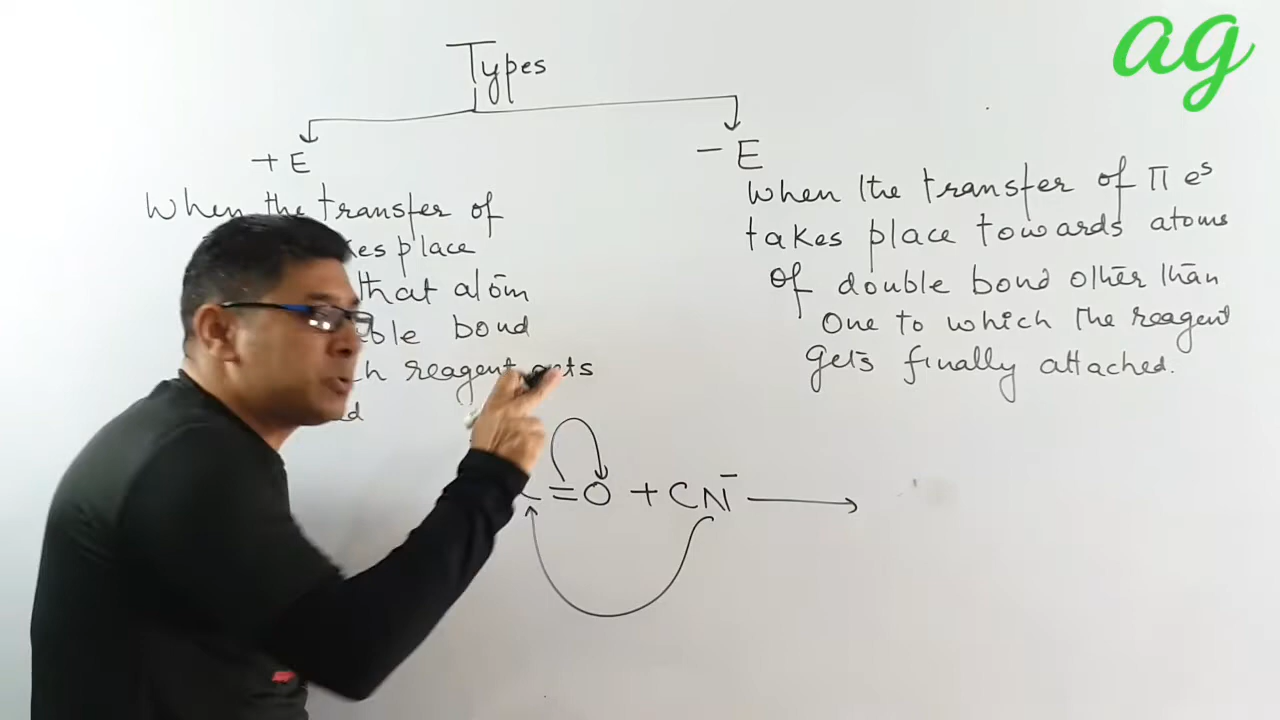 ag
Types
+ E
When the transfer of
kes place
that atom
ble bond
h reagent gets
d
- E
When the transfer of π eˢ
takes place towards atoms
of double bond other than
One to which the reagent
gets finally attached.
C=O + CN⁻ ⟶